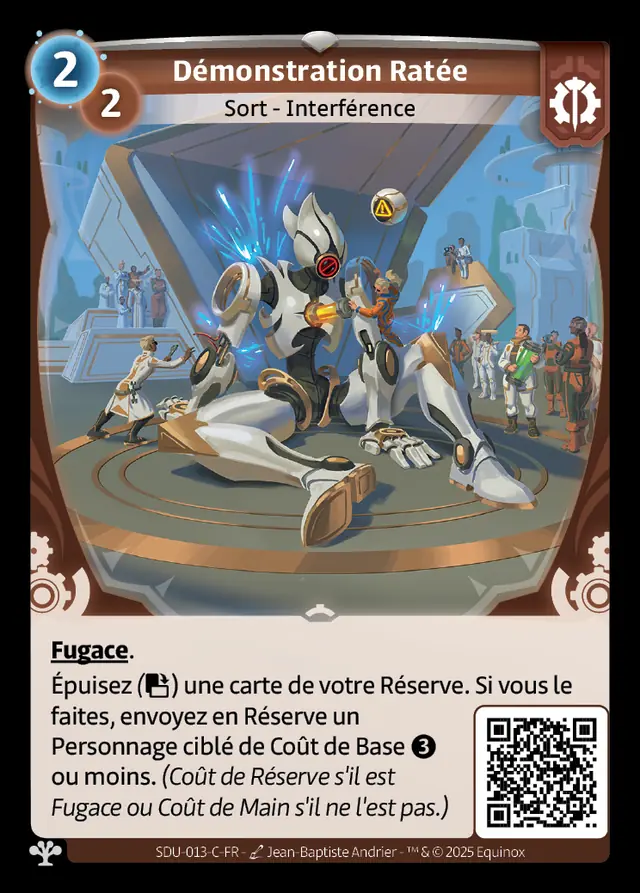 2
Démonstration Ratée
2
Sort - Interférence
Fugace.
Épuisez () une carte de votre Réserve. Si vous le
faites, envoyez en Réserve un
Personnage ciblé de Coût de Base 3
ou moins. (Coût de Réserve s'il est
Fugace ou Coût de Main s'il ne l'est pas.)
SDU-013-C-FR - Jean-Baptiste Andrier - ™ & © 2025 Equinox